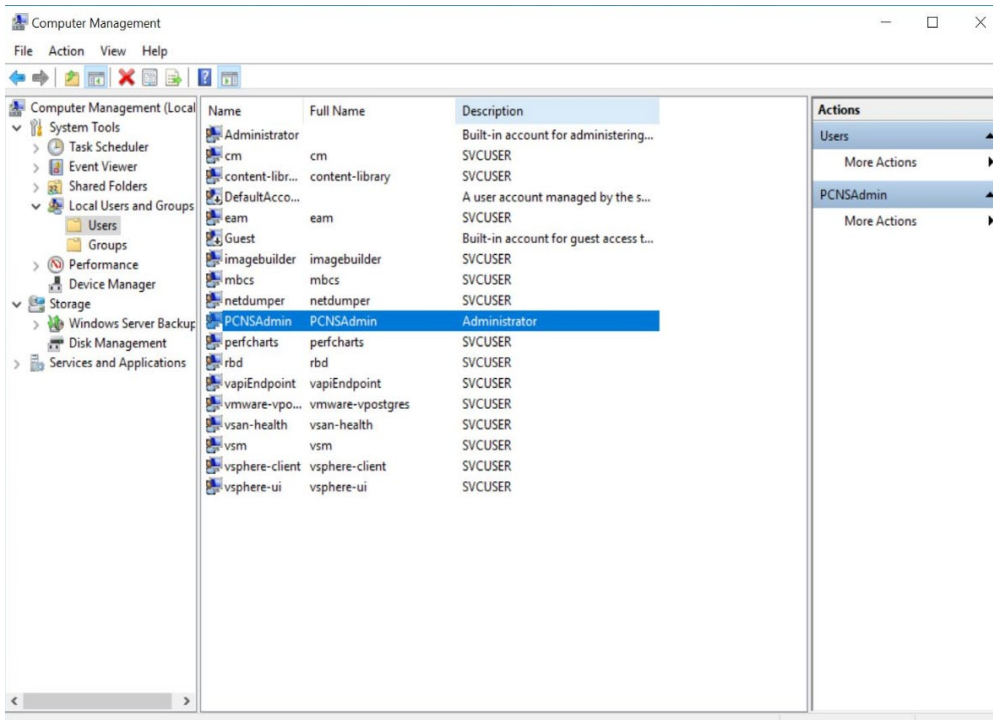 Computer Management
File Action View Help
Computer Management (Local
System Tools
Task Scheduler
Event Viewer
Shared Folders
Local Users and Groups
Users
Groups
Performance
Device Manager
Storage
Windows Server Backup
Disk Management
Services and Applications
Name Full Name Description
Administrator Built-in account for administering...
cm cm SVCUSER
content-libr... content-library SVCUSER
DefaultAcco... A user account managed by the s...
eam eam SVCUSER
Guest Built-in account for guest access t...
imagebuilder imagebuilder SVCUSER
mbcs mbcs SVCUSER
netdumper netdumper SVCUSER
PCNSAdmin PCNSAdmin Administrator
perfcharts perfcharts SVCUSER
rbd rbd SVCUSER
vapiEndpoint vapiEndpoint SVCUSER
vmware-vpo... vmware-vpostgres SVCUSER
vsan-health vsan-health SVCUSER
vsm vsm SVCUSER
vsphere-client vsphere-client SVCUSER
vsphere-ui vsphere-ui SVCUSER
Actions
Users
More Actions
PCNSAdmin
More Actions